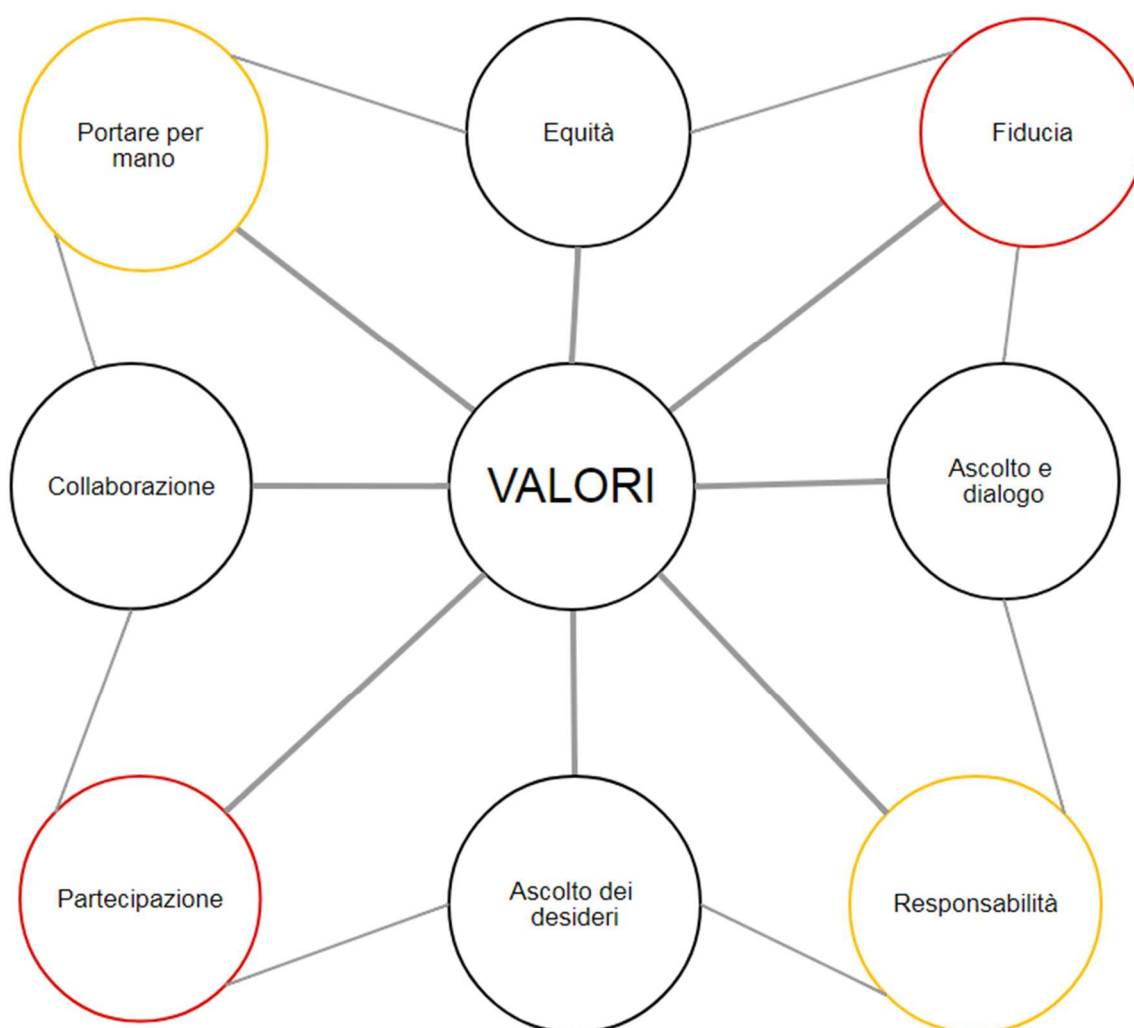 Portare per
mano
Equità
Fiducia
Collaborazione
VALORI
Ascolto e
dialogo
Partecipazione
Ascolto dei
desideri
Responsabilità